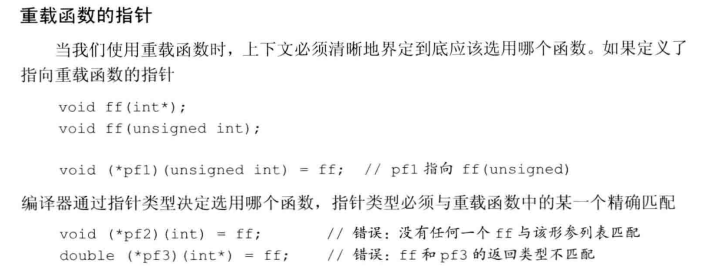 重载函数的指针
当我们使用重载函数时，上下文必须清晰地界定到底应该选用哪个函数。如果定义了
指向重载函数的指针
void ff(int*);
void ff(unsigned int);
void (*pf1)(unsigned int) = ff; // pf1 指向 ff(unsigned)
编译器通过指针类型决定选用哪个函数，指针类型必须与重载函数中的某一个精确匹配
void (*pf2)(int) = ff; // 错误：没有任何一个 ff 与该形参列表匹配
double (*pf3)(int*) = ff; // 错误：ff 和 pf3 的返回类型不匹配